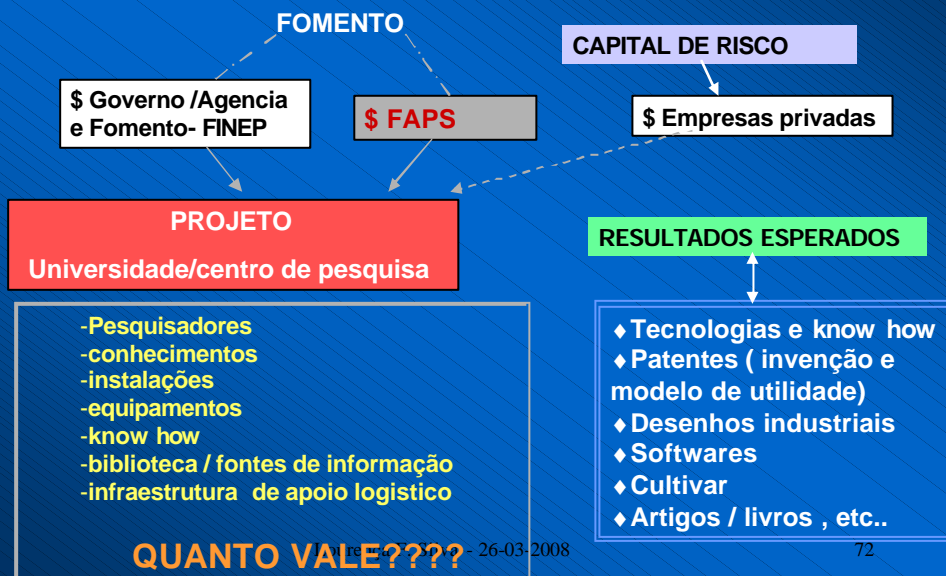 FOMENTO
CAPITAL DE RISCO
$ Governo /Agencia
e Fomento- FINEP
$ FAPS
$ Empresas privadas
PROJETO
Universidade/centro de pesquisa
-Pesquisadores
-conhecimentos
-instalações
-equipamentos
-know how
-biblioteca / fontes de informação
-infraestrutura de apoio logistico
QUANTO VALE????
RESULTADOS ESPERADOS
♦Tecnologias e know how
♦Patentes ( invenção e
modelo de utilidade)
♦Desenhos industriais
♦Softwares
♦Cultivar
♦Artigos / livros , etc..
- 26-03-2008
72